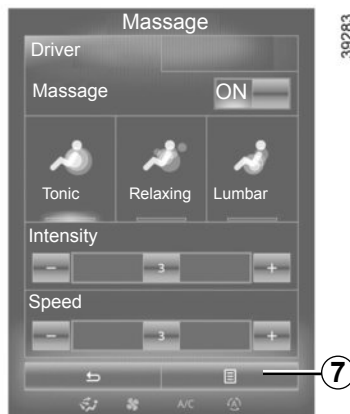 Massage
39283
Driver
Massage ON
Tonic Relaxing Lumbar
Intensity
- 3 +
Speed
- 3 +
7
A/C